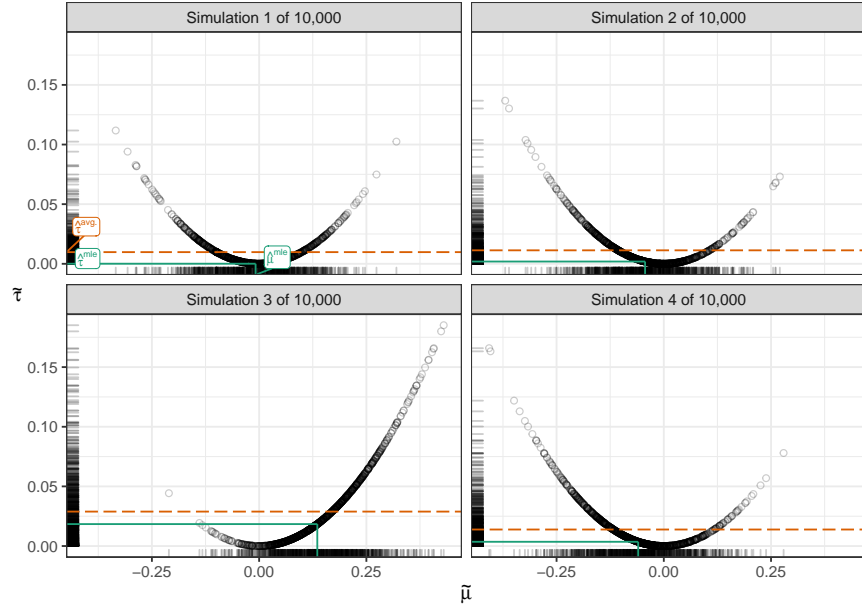 Simulation 1 of 10,000
Simulation 2 of 10,000
0.15
0.10
0.05
0.00
τ̂avg.
τ̂mle
μ̂mle
τ̃
Simulation 3 of 10,000
Simulation 4 of 10,000
0.15
0.10
0.05
0.00
−0.25 0.00 0.25 −0.25 0.00 0.25
μ̃